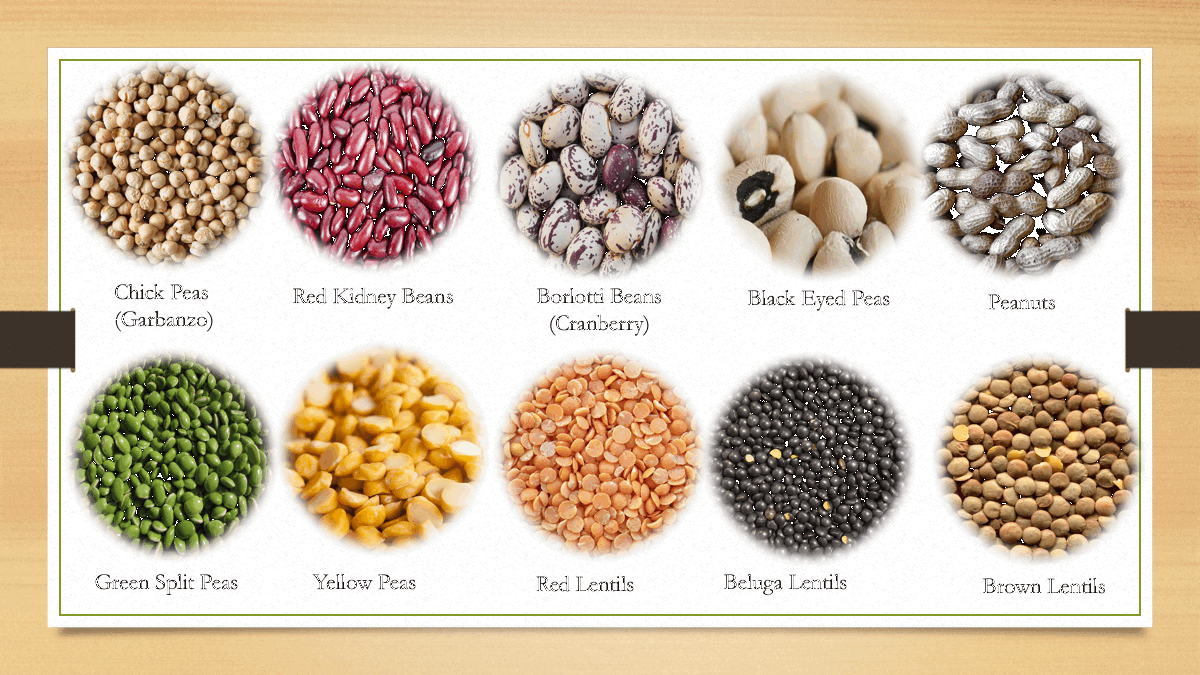 Chick Peas
(Garbanzo)
Red Kidney Beans
Borlotti Beans
(Cranberry)
Black Eyed Peas
Peanuts
Green Split Peas
Yellow Peas
Red Lentils
Beluga Lentils
Brown Lentils